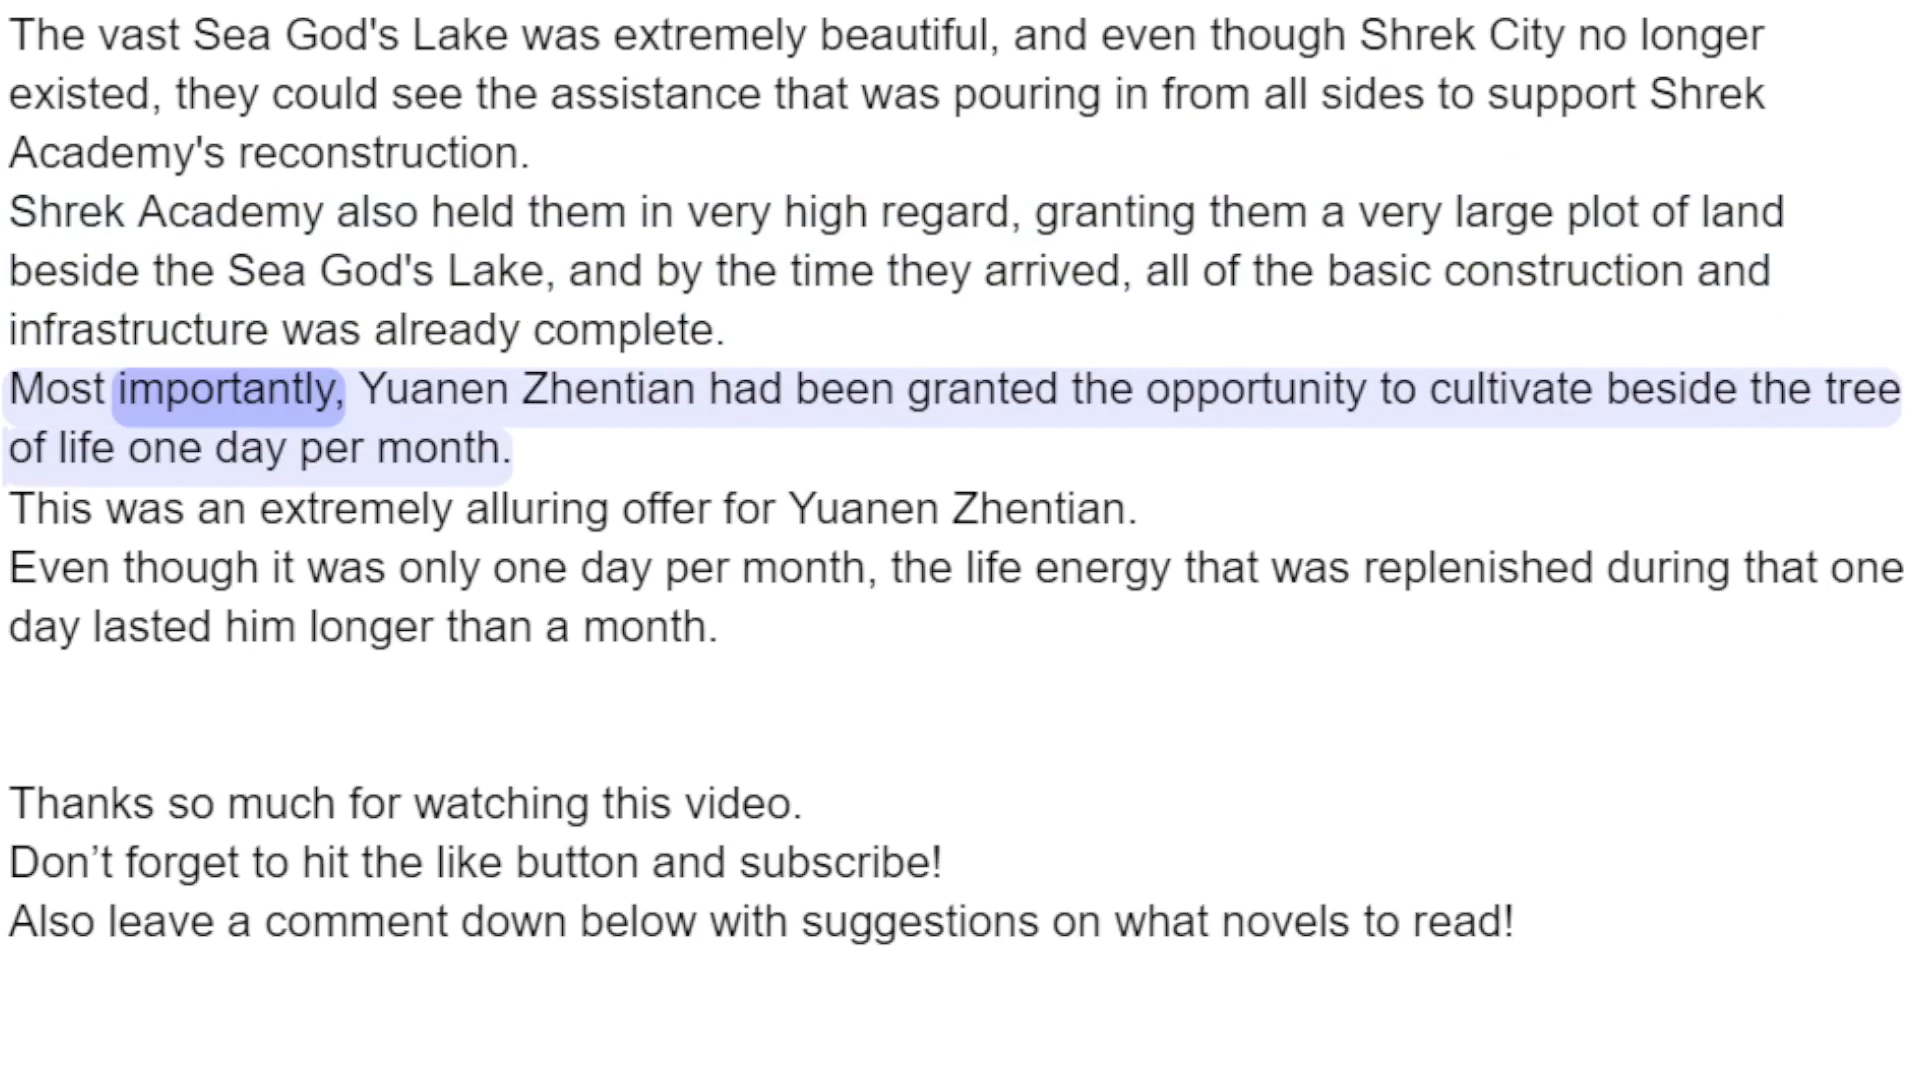 The vast Sea God's Lake was extremely beautiful, and even though Shrek City no longer
existed, they could see the assistance that was pouring in from all sides to support Shrek
Academy's reconstruction.
Shrek Academy also held them in very high regard, granting them a very large plot of land
beside the Sea God's Lake, and by the time they arrived, all of the basic construction and
infrastructure was already complete.
Most importantly, Yuanen Zhentian had been granted the opportunity to cultivate beside the tree
of life one day per month.
This was an extremely alluring offer for Yuanen Zhentian.
Even though it was only one day per month, the life energy that was replenished during that one
day lasted him longer than a month.
Thanks so much for watching this video.
Don’t forget to hit the like button and subscribe!
Also leave a comment down below with suggestions on what novels to read!